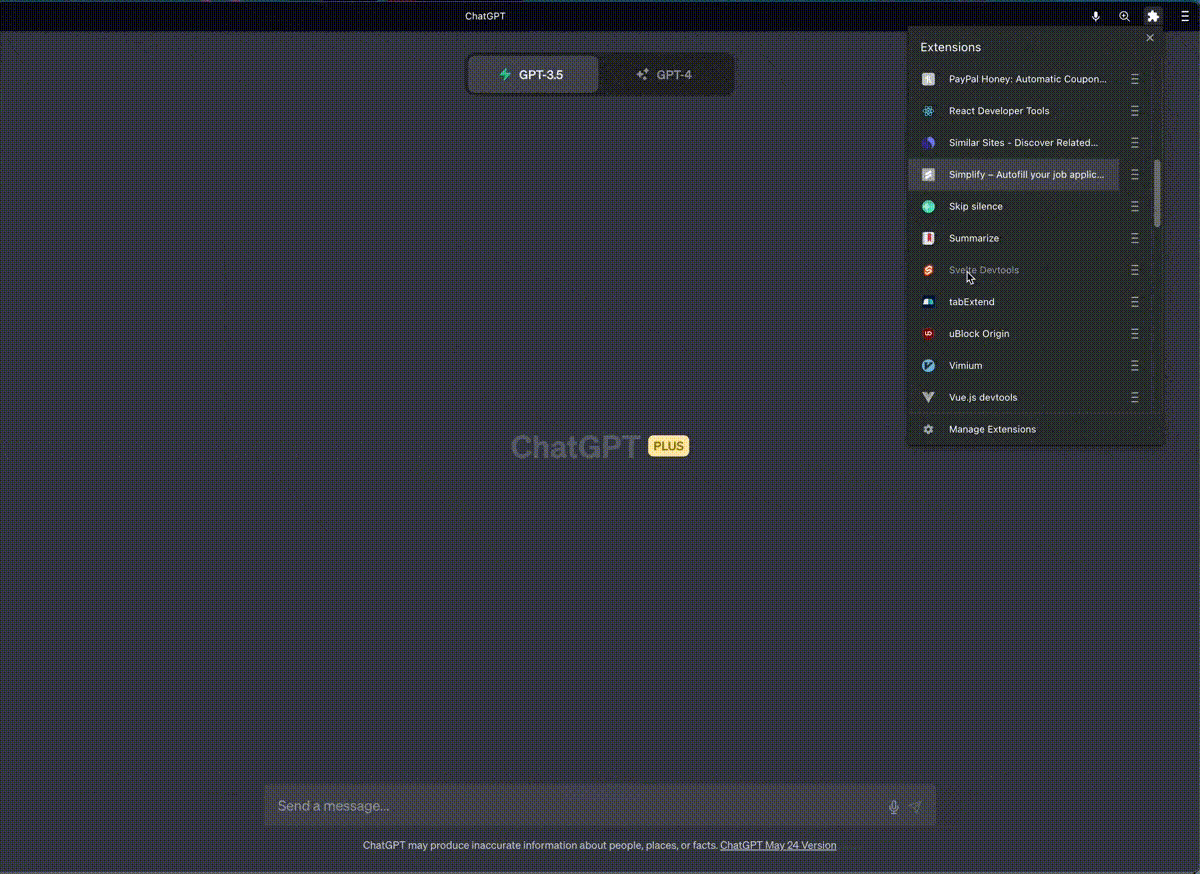 ChatGPT
GPT-3.5
GPT-4
Extensions
PayPal Honey: Automatic Coupon...
React Developer Tools
Similar Sites - Discover Related...
Simplify – Autofill your job applic...
Skip silence
Summarize
Svelte Devtools
tabExtend
uBlock Origin
Vimium
Vue.js devtools
Manage Extensions
ChatGPT PLUS
Send a message...
ChatGPT may produce inaccurate information about people, places, or facts. ChatGPT May 24 Version